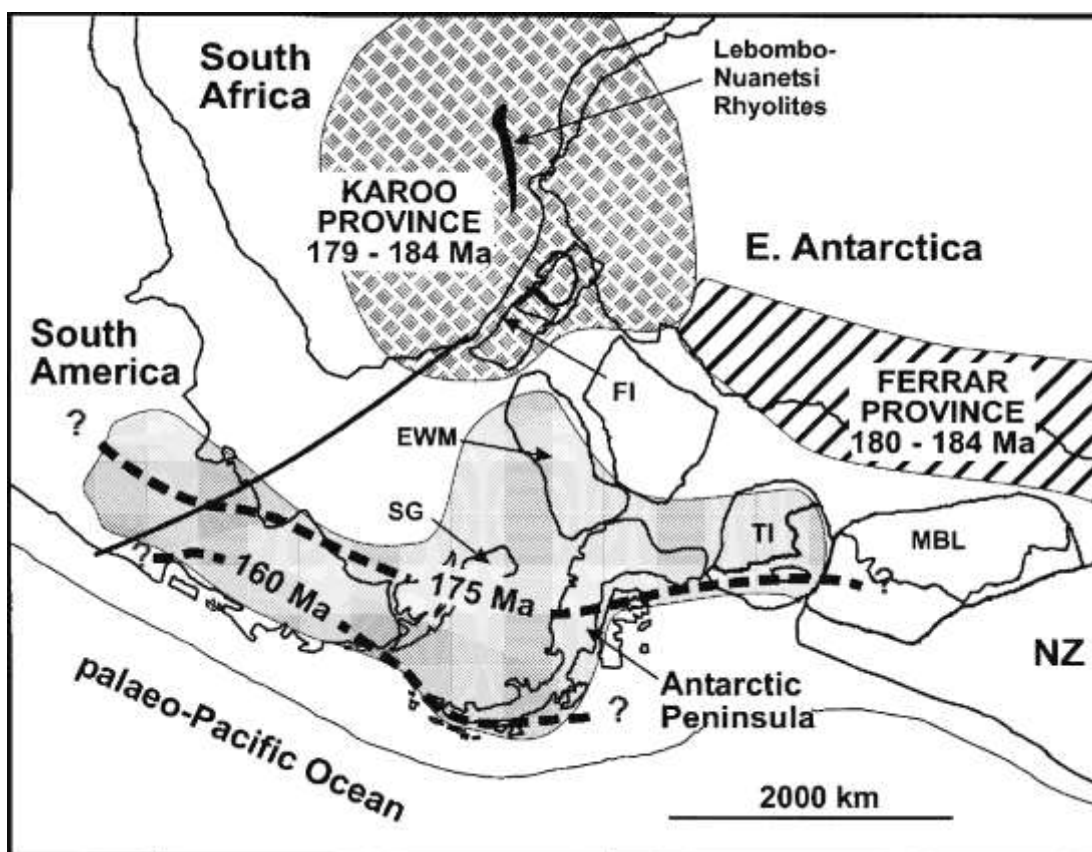 South
Africa
Lebombo-
Nuanetsi
Rhyolites
KAROO
PROVINCE
179 - 184 Ma
E. Antarctica
South
America
FERRAR
PROVINCE
180 - 184 Ma
?
FI
EWM
SG
TI
MBL
?
160 Ma
175 Ma
?
NZ
Antarctic
Peninsula
?
palaeo-Pacific Ocean
2000 km